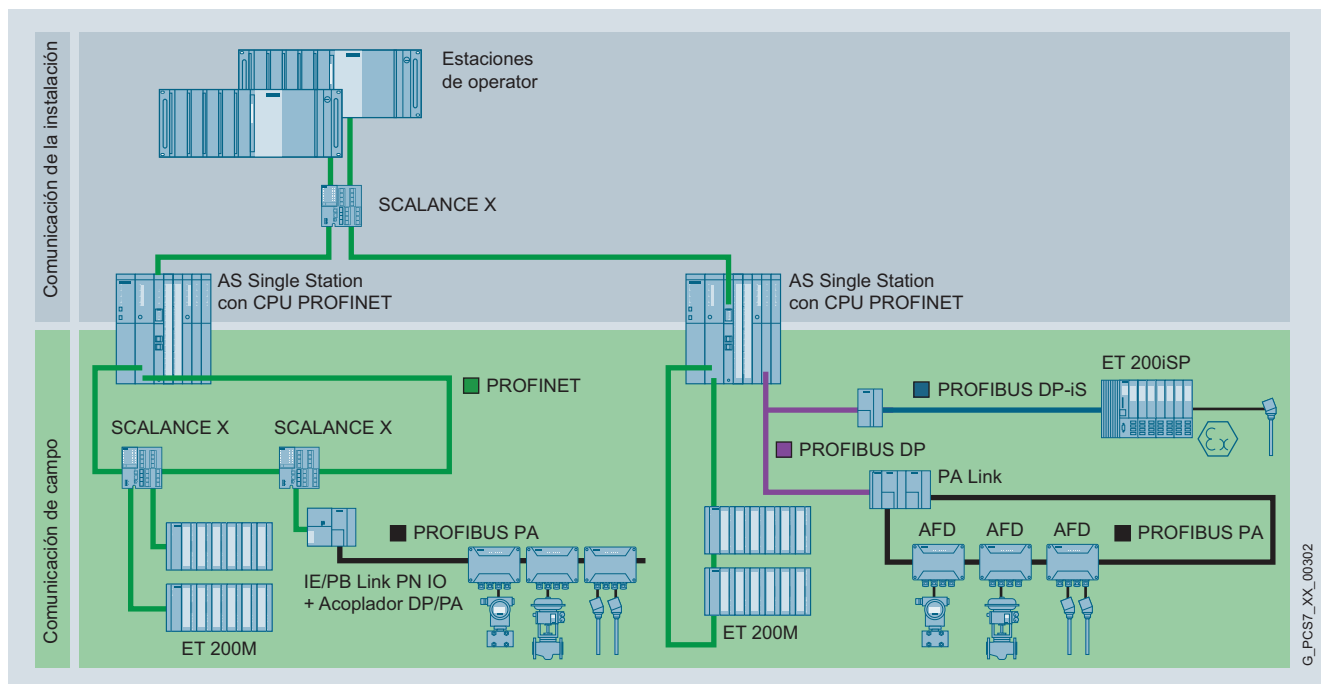 Comunicación de la instalación
Estaciones
de operator
SCALANCE X
AS Single Station
con CPU PROFINET
AS Single Station
con CPU PROFINET
Comunicación de campo
PROFINET
SCALANCE X
SCALANCE X
PROFIBUS PA
IE/PB Link PN IO
+ Acoplador DP/PA
ET 200M
ET 200M
ET 200iSP
PROFIBUS DP-iS
Ex
PROFIBUS DP
PA Link
AFD
AFD
AFD
PROFIBUS PA
G_PCS7_XX_00302